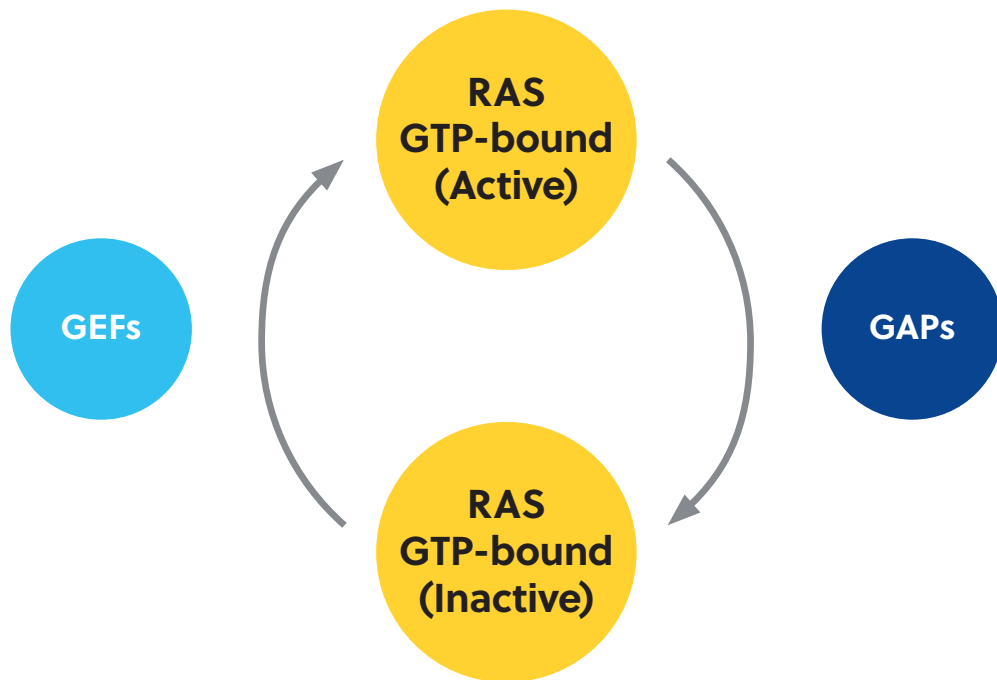 RAS
GTP-bound
(Active)
GEFs
GAPs
RAS
GTP-bound
(Inactive)